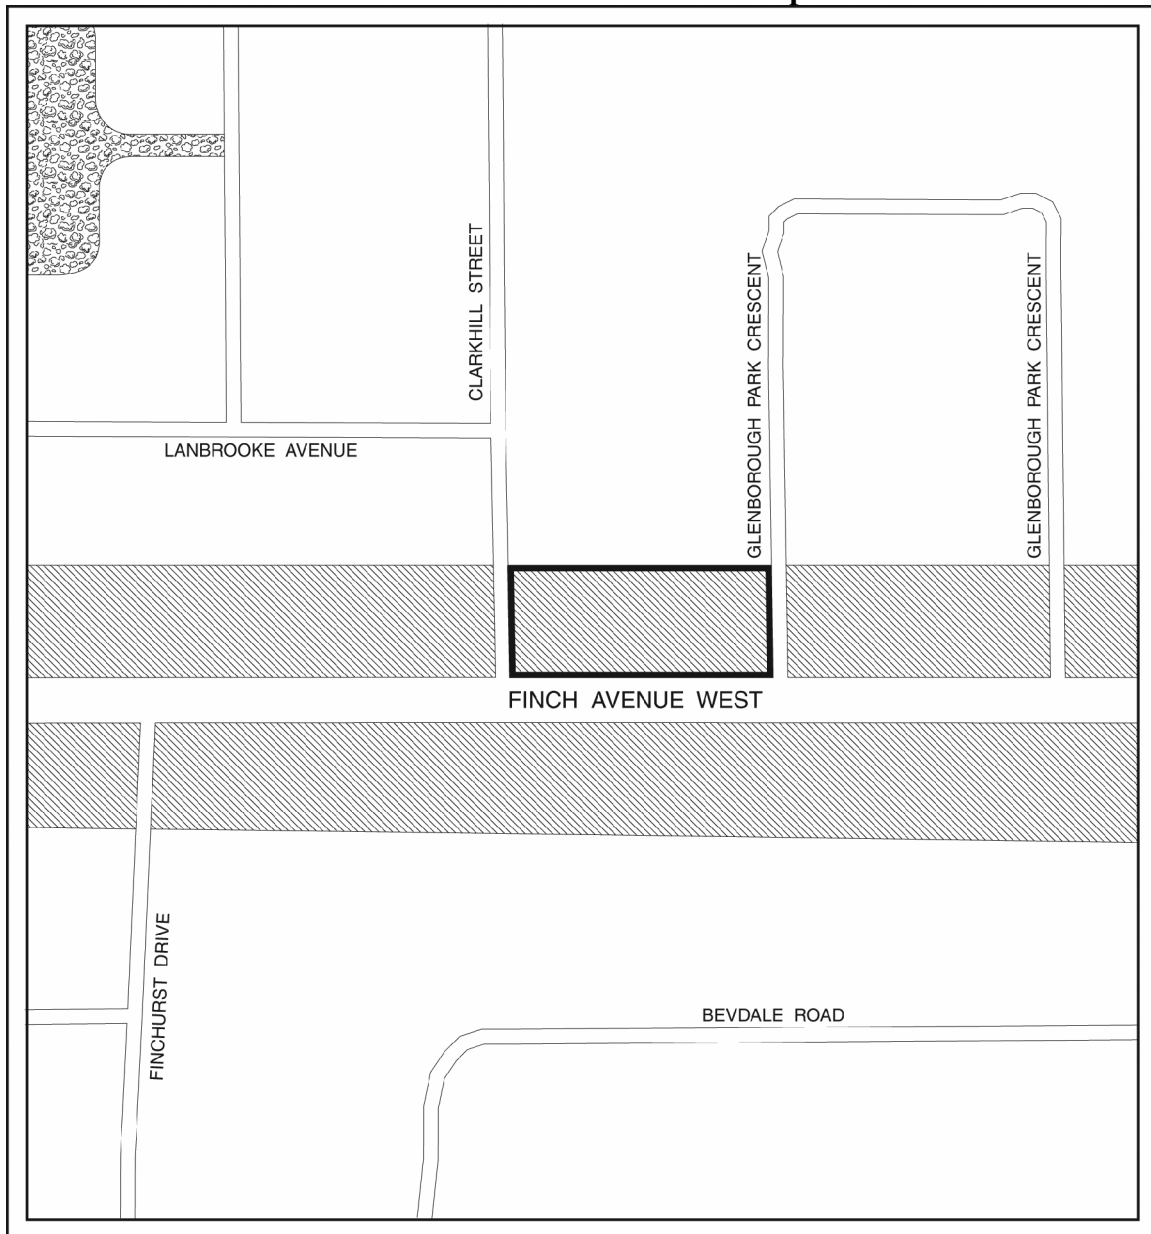 CLARKHILL STREET
GLENBOROUGH PARK CRESCENT
GLENBOROUGH PARK CRESCENT
LANBROOKE AVENUE
FINCH AVENUE WEST
FINCHURST DRIVE
BEVDALE ROAD